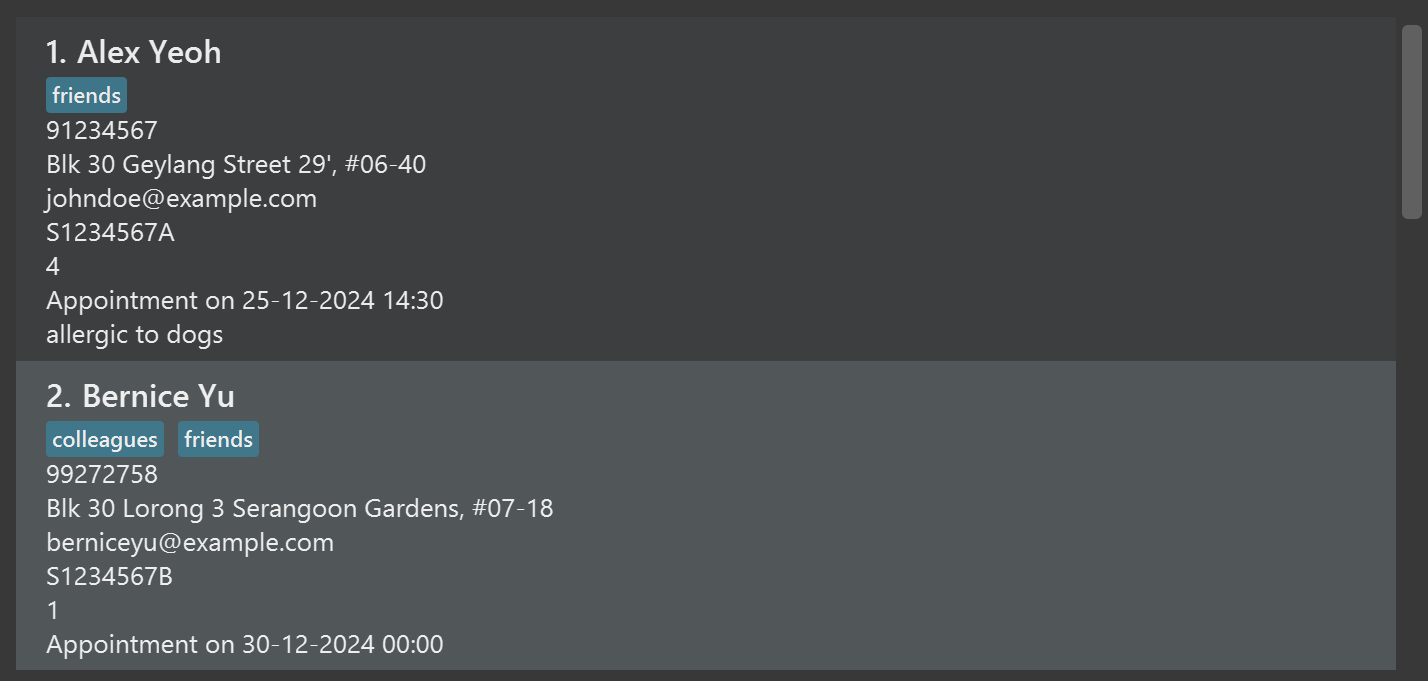 1. Alex Yeoh
friends
91234567
Blk 30 Geylang Street 29', #06-40
johndoe@example.com
S1234567A
4
Appointment on 25-12-2024 14:30
allergic to dogs
2. Bernice Yu
colleagues friends
99272758
Blk 30 Lorong 3 Serangoon Gardens, #07-18
berniceyu@example.com
S1234567B
1
Appointment on 30-12-2024 00:00